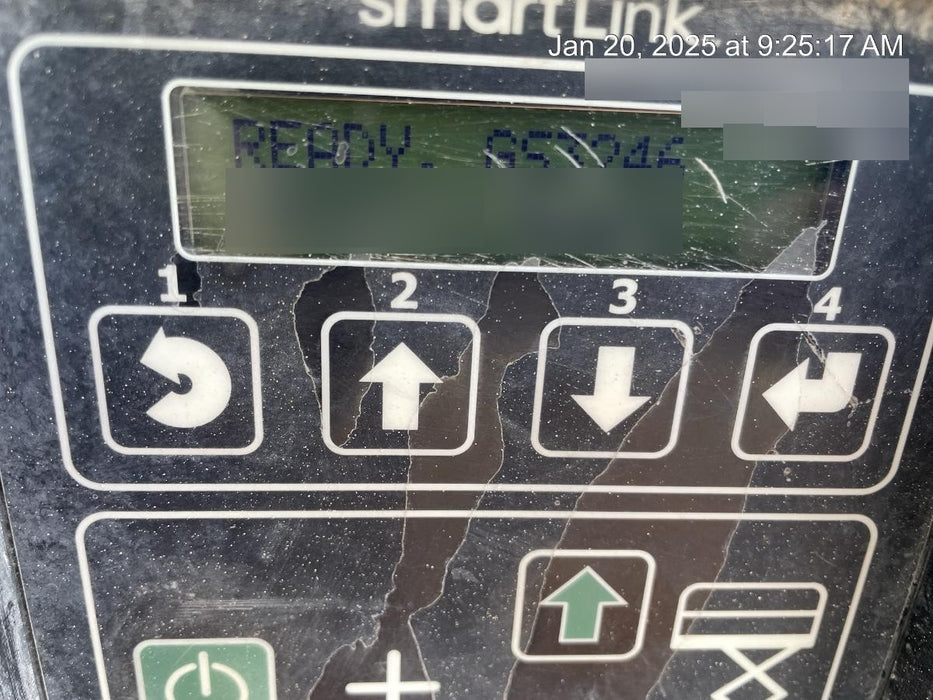 smartLink
Jan 20, 2025 at 9:25:17 AM
READY.
1 2 3 4